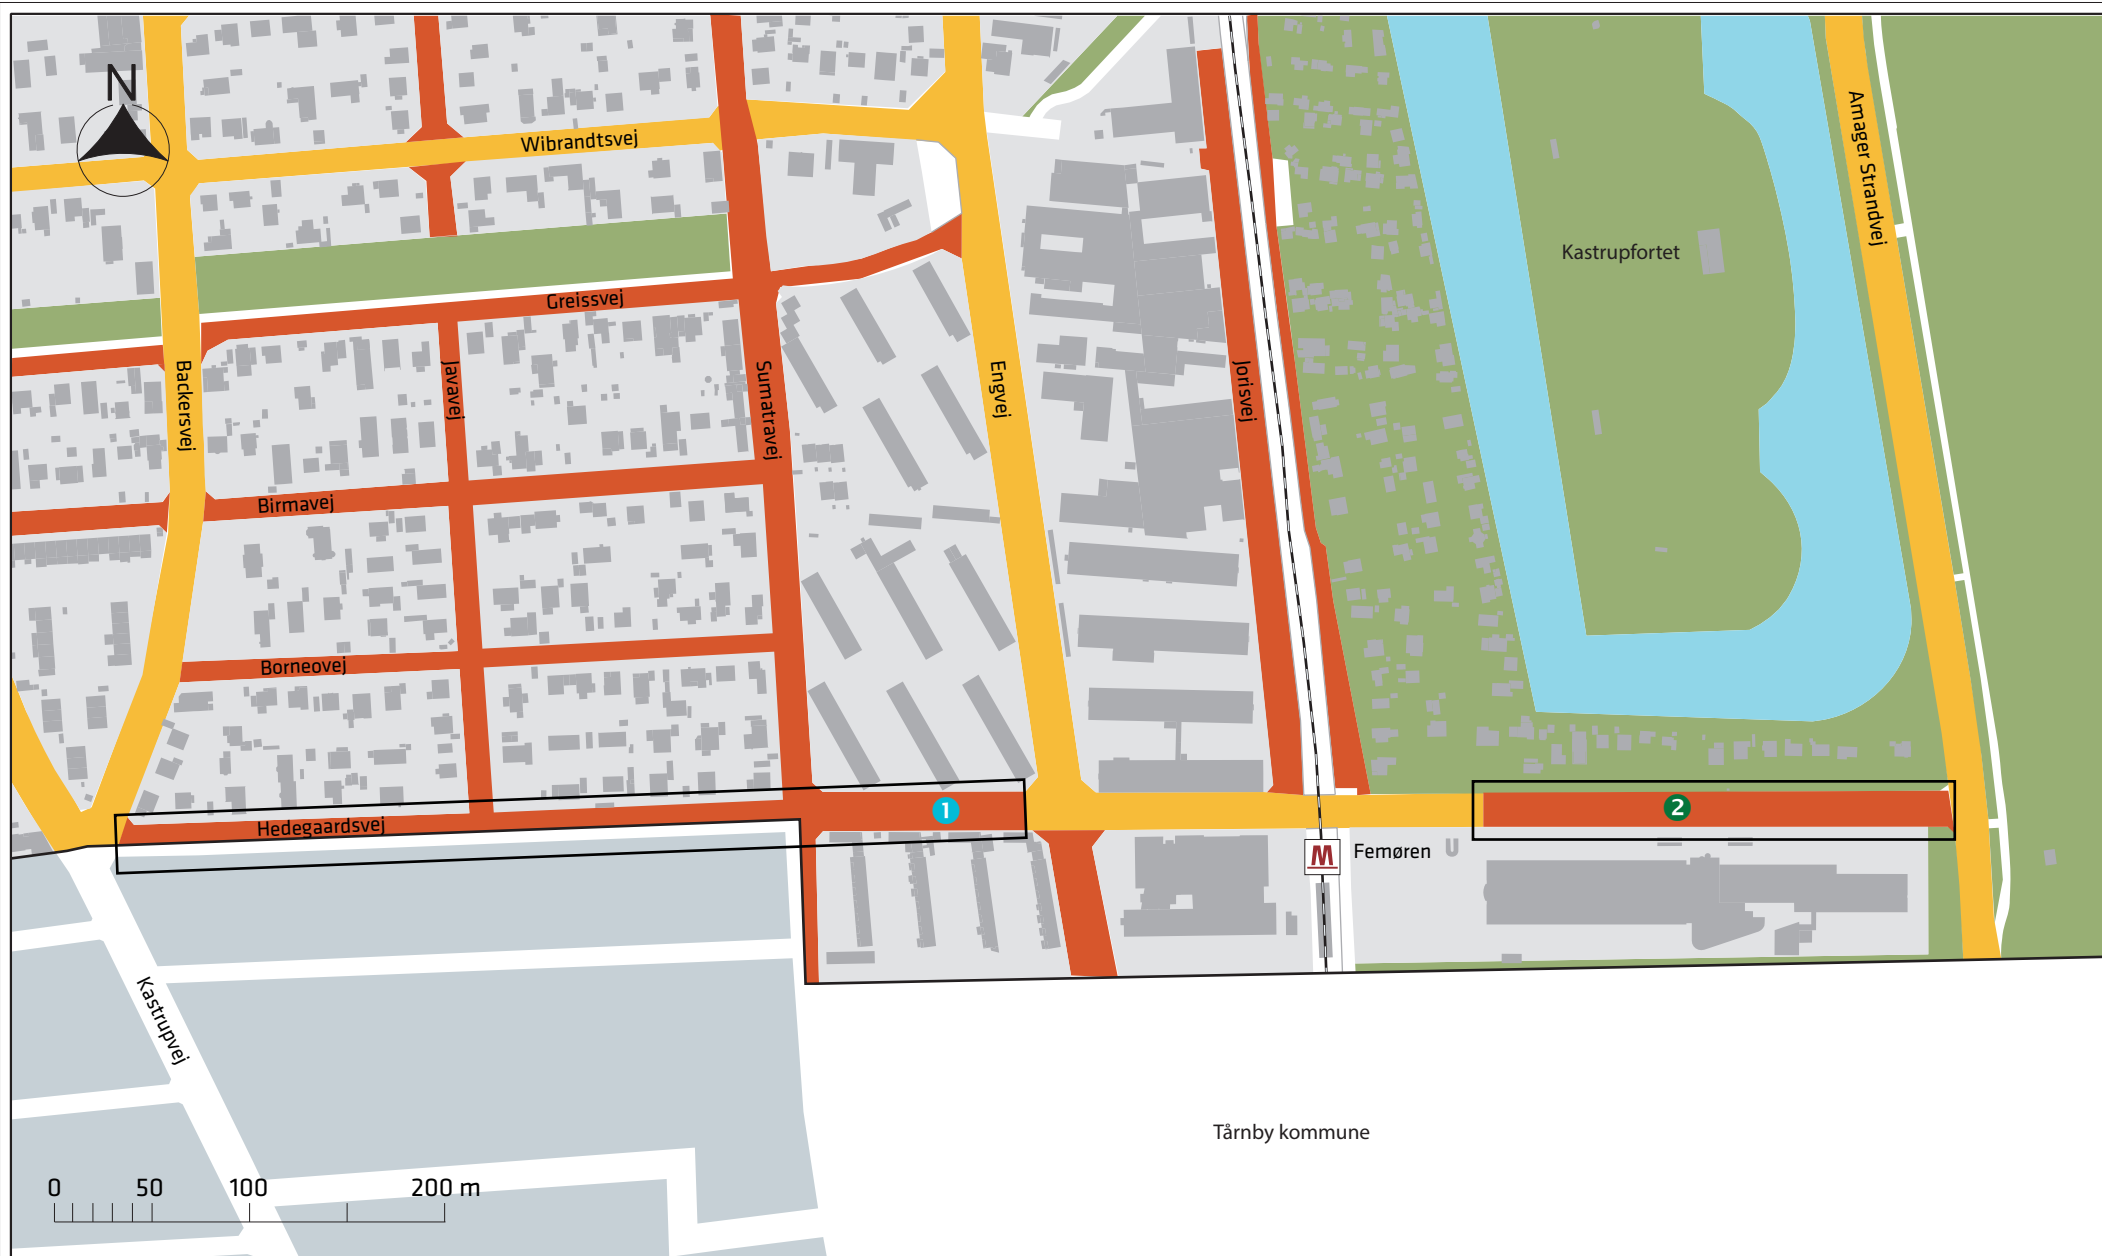 N
Wibrandtsvej
Amager Strandvej
Kastrupfortet
Greissvej
Backersvej
Javavej
Sumatravej
Engvej
Jorisvej
Birmavej
Borneovej
Hedegaardsvej
1
2
M
Femøren
Kastrupvej
Tårnby kommune
0 50 100 200 m